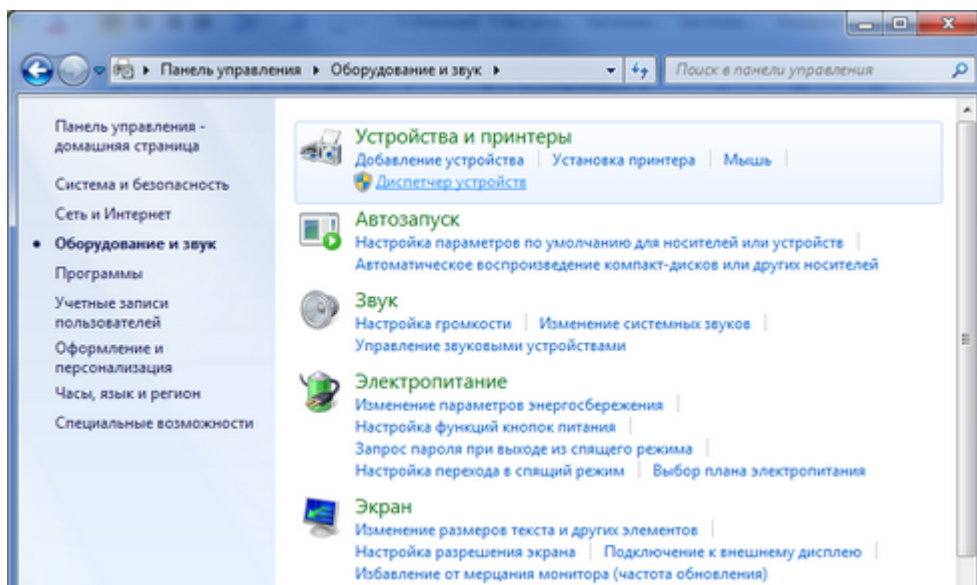 Панель управления ▸ Оборудование и звук ▸
Поиск в панели управления
Панель управления -
домашняя страница
Система и безопасность
Сеть и Интернет
Оборудование и звук
Программы
Учетные записи
пользователей
Оформление и
персонализация
Часы, язык и регион
Специальные возможности
Устройства и принтеры
Добавление устройства | Установка принтера | Мышь |
Диспетчер устройств
Автозапуск
Настройка параметров по умолчанию для носителей или устройств |
Автоматическое воспроизведение компакт-дисков или других носителей
Звук
Настройка громкости | Изменение системных звуков |
Управление звуковыми устройствами
Электропитание
Изменение параметров энергосбережения |
Настройка функций кнопок питания |
Запрос пароля при выходе из спящего режима |
Настройка перехода в спящий режим | Выбор плана электропитания
Экран
Изменение размеров текста и других элементов |
Настройка разрешения экрана | Подключение к внешнему дисплею |
Избавление от мерцания монитора (частота обновления)